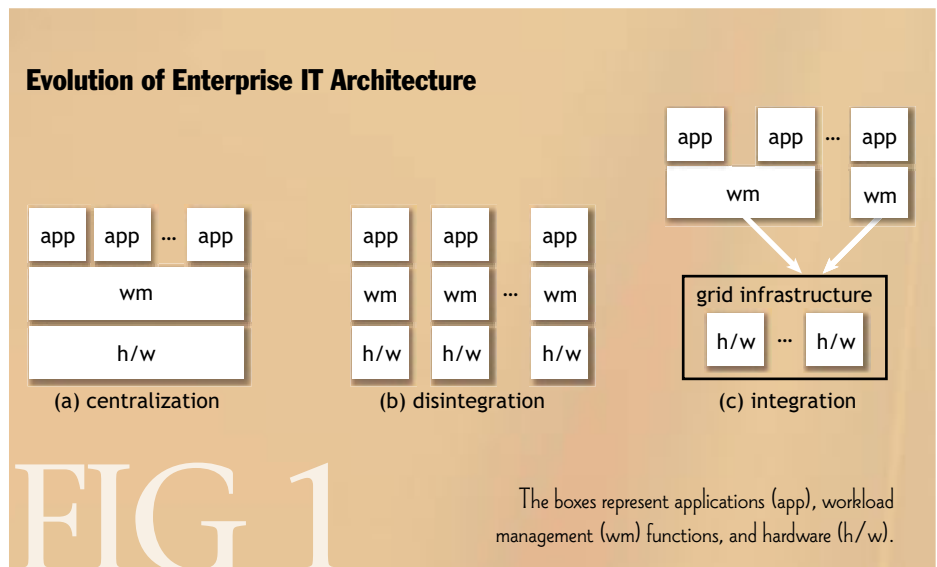 Evolution of Enterprise IT Architecture
app app ... app
wm
h/w
(a) centralization
app app app
wm wm ... wm
h/w h/w h/w
(b) disintegration
app app ... app
wm wm
grid infrastructure
h/w ... h/w
(c) integration
FIG 1
The boxes represent applications (app), workload
management (wm) functions, and hardware (h/w).